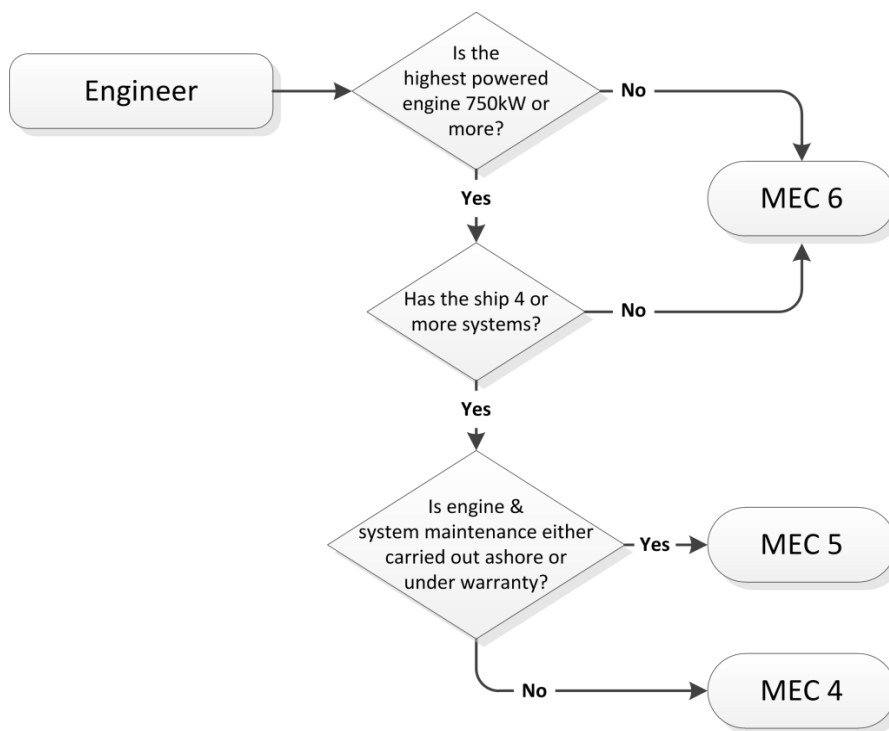 Engineer
Is the
highest powered
engine 750kW or
more?
No
MEC 6
Yes
Has the ship 4 or
more systems?
No
Yes
Is engine &
system maintenance either
carried out ashore or
under warranty?
Yes
MEC 5
No
MEC 4